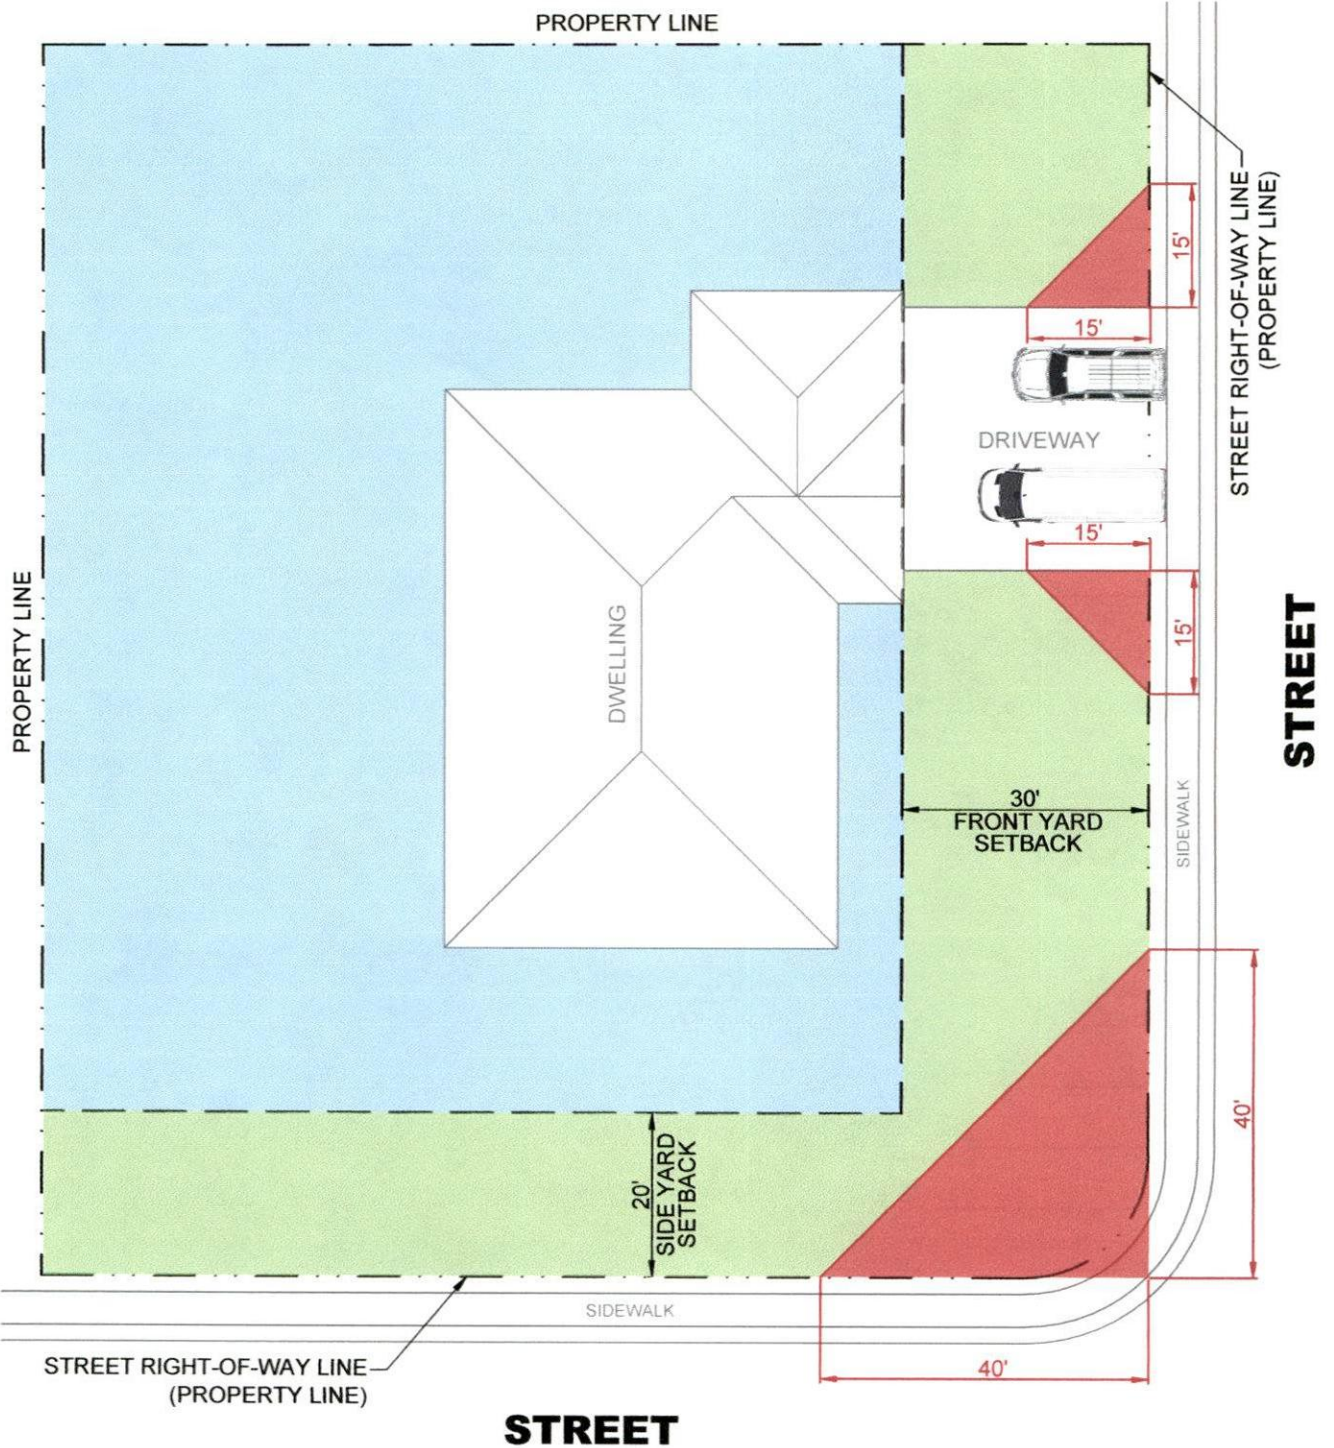 PROPERTY LINE
STREET RIGHT-OF-WAY LINE
(PROPERTY LINE)
15'
15'
DRIVEWAY
15'
15'
PROPERTY LINE
DWELLING
STREET
30'
FRONT YARD
SETBACK
SIDEWALK
40'
20'
SIDE YARD
SETBACK
SIDEWALK
STREET RIGHT-OF-WAY LINE
(PROPERTY LINE)
40'
STREET